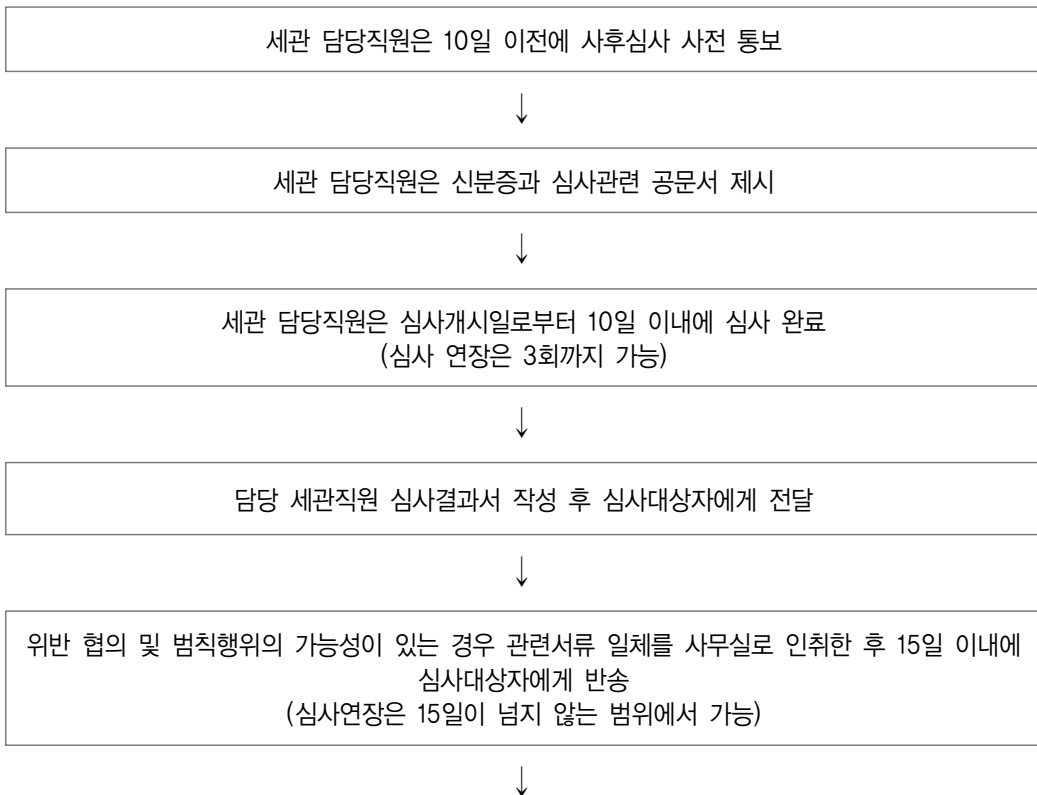 세관 담당직원은 10일 이전에 사후심사 사전 통보
↓
세관 담당직원은 신분증과 심사관련 공문서 제시
↓
세관 담당직원은 심사개시일로부터 10일 이내에 심사 완료
(심사 연장은 3회까지 가능)
↓
담당 세관직원 심사결과서 작성 후 심사대상자에게 전달
↓
위반 협의 및 범칙행위의 가능성이 있는 경우 관련서류 일체를 사무실로 인취한 후 15일 이내에
심사대상자에게 반송
(심사연장은 15일이 넘지 않는 범위에서 가능)
↓